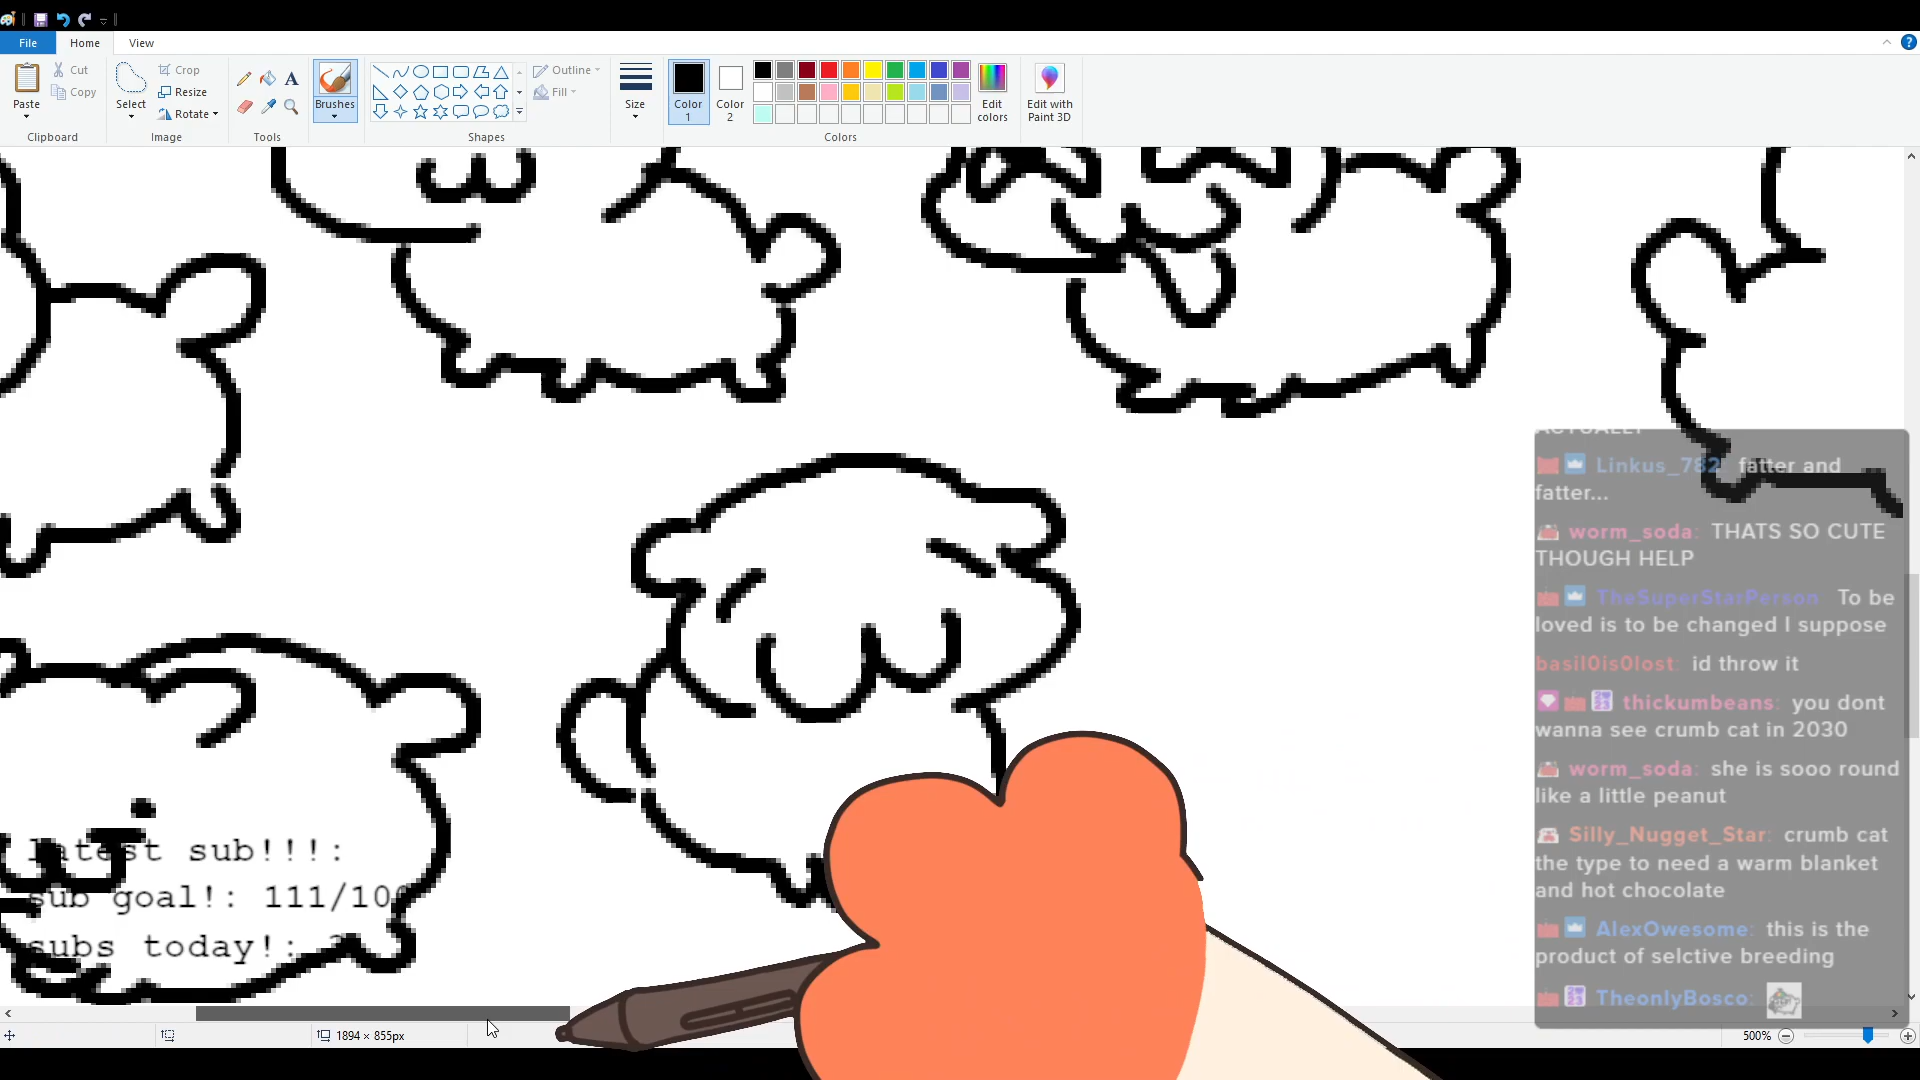 File
Home
View
Paste
Cut
Copy
Clipboard
Select
Crop
Resize
Rotate
Image
Tools
Brushes
Shapes
Outline
Fill
Size
Color
1
Color
2
Edit
colors
Colors
Edit with
Paint 3D
ACTUALLY
Linkus_782 fatter and
fatter...
worm_soda: THATS SO CUTE
THOUGH HELP
TheSuperStarPerson To be
loved is to be changed I suppose
basil0is0lost: id throw it
thickumbeans: you dont
wanna see crumb cat in 2030
worm_soda: she is sooo round
like a little peanut
Silly_Nugget_Star: crumb cat
the type to need a warm blanket
and hot chocolate
AlexOwesome: this is the
product of selctive breeding
TheonlyBosco:
latest sub!!!:
sub goal!: 111/100
subs today!:
1894 × 855px
500%